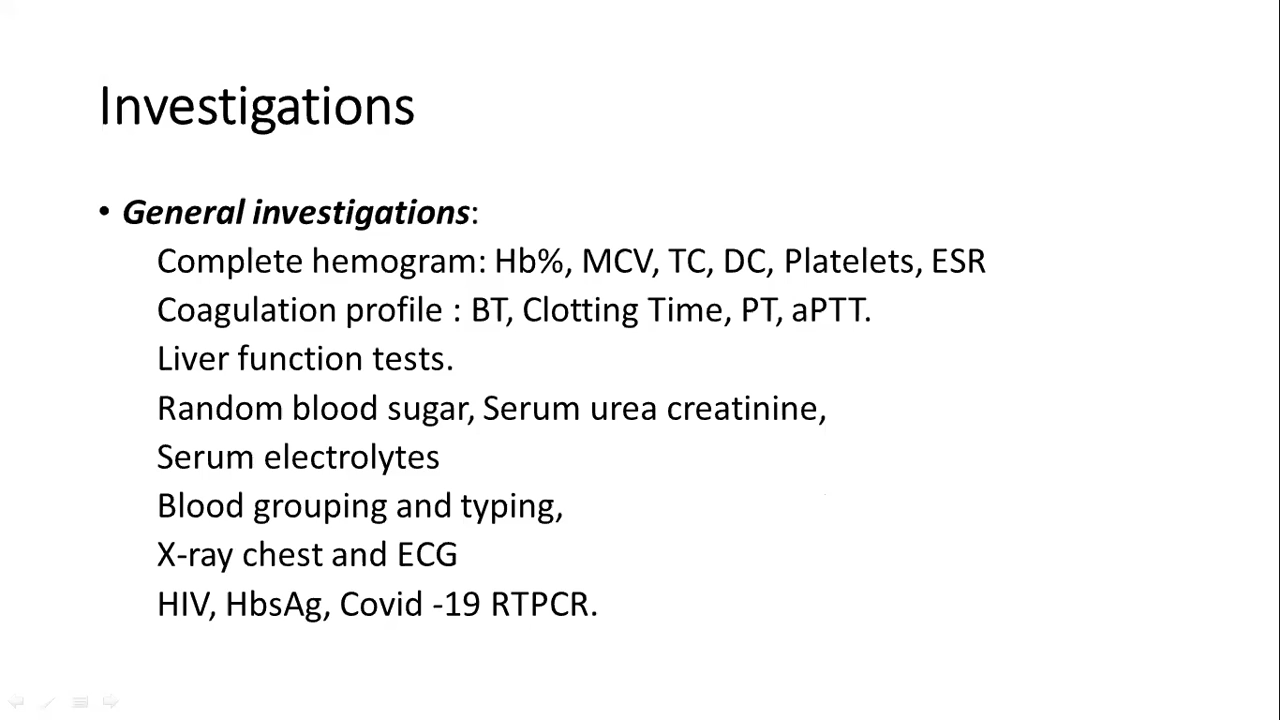 Investigations
• General investigations:
Complete hemogram: Hb%, MCV, TC, DC, Platelets, ESR
Coagulation profile : BT, Clotting Time, PT, aPTT.
Liver function tests.
Random blood sugar, Serum urea creatinine,
Serum electrolytes
Blood grouping and typing,
X-ray chest and ECG
HIV, HbsAg, Covid -19 RTPCR.